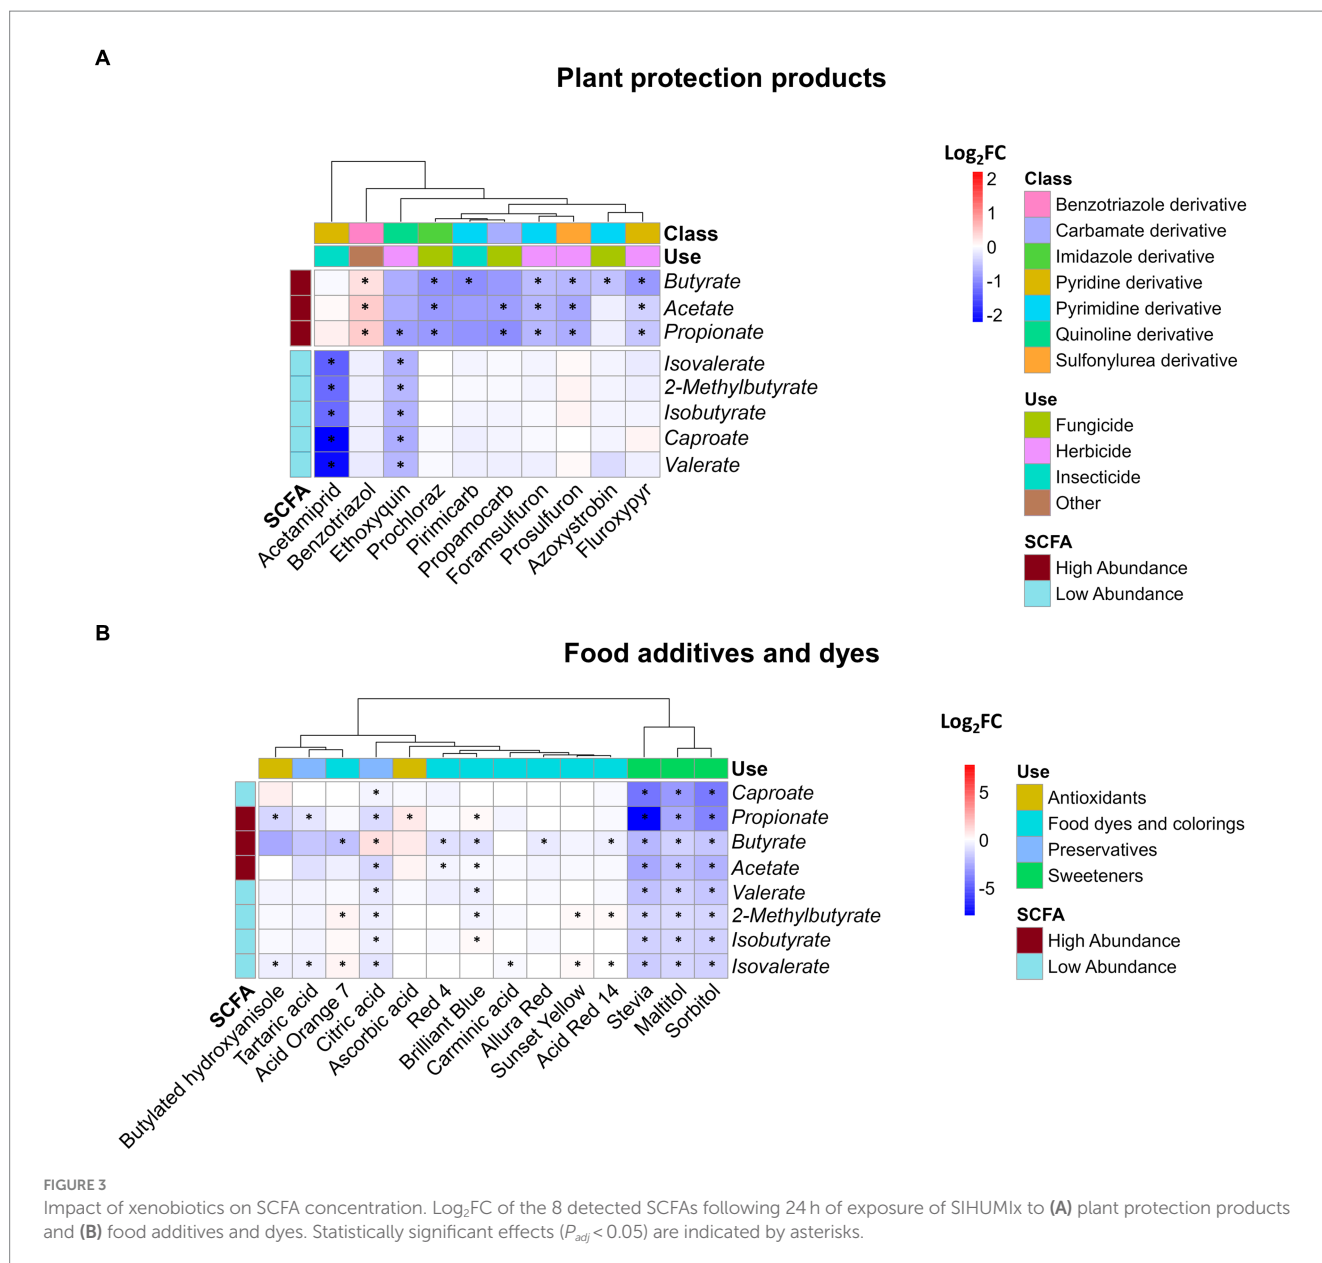 A
Plant protection products
Log2FC
2
1
0
-1
-2
Class
Benzotriazole derivative
Carbamate derivative
Imidazole derivative
Pyridine derivative
Pyrimidine derivative
Quinoline derivative
Sulfonylurea derivative
Use
Fungicide
Herbicide
Insecticide
Other
SCFA
High Abundance
Low Abundance
Class
Use
Butyrate
Acetate
Propionate
Isovalerate
2-Methylbutyrate
Isobutyrate
Caproate
Valerate
SCFA
Acetamiprid
Benzotriazol
Ethoxyquin
Prochloraz
Pirimicarb
Propamocarb
Foramsulfuron
Prosulfuron
Azoxystrobin
Fluroxypyr
B
Food additives and dyes
Log2FC
5
0
-5
Use
Antioxidants
Food dyes and colorings
Preservatives
Sweeteners
SCFA
High Abundance
Low Abundance
Use
Caproate
Propionate
Butyrate
Acetate
Valerate
2-Methylbutyrate
Isobutyrate
Isovalerate
SCFA
Butylated hydroxyanisole
Tartaric acid
Acid Orange 7
Citric acid
Ascorbic acid
Red 4
Brilliant Blue
Carminic acid
Allura Red
Sunset Yellow
Acid Red 14
Stevia
Maltitol
Sorbitol
FIGURE 3
Impact of xenobiotics on SCFA concentration. Log2FC of the 8 detected SCFAs following 24 h of exposure of SIHUMIx to (A) plant protection products
and (B) food additives and dyes. Statistically significant effects (Padj < 0.05) are indicated by asterisks.